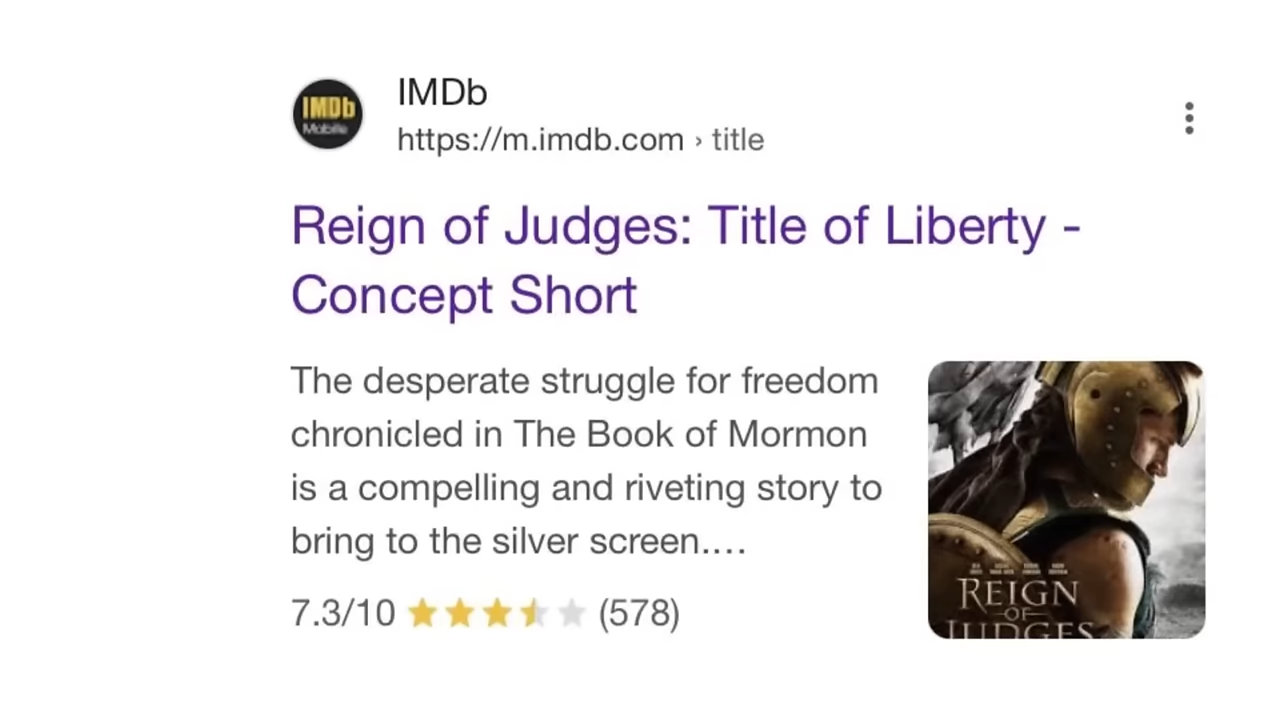 IMDb
IMDb
Mobile
https://m.imdb.com › title
Reign of Judges: Title of Liberty -
Concept Short
The desperate struggle for freedom
chronicled in The Book of Mormon
is a compelling and riveting story to
bring to the silver screen....
7.3/10 (578)
REIGN
OF
JUDGES